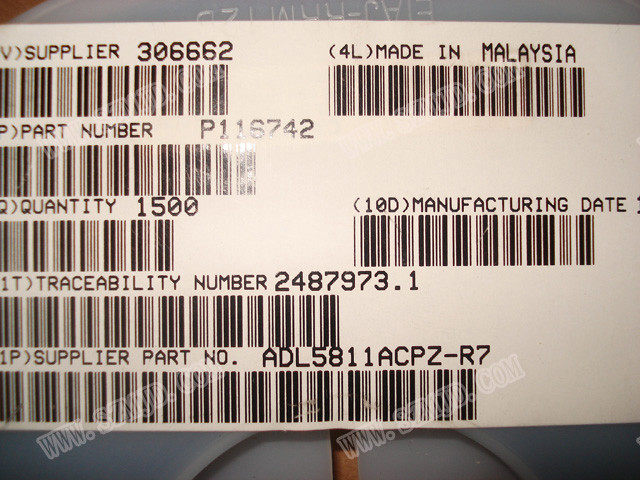 V)SUPPLIER 306662
(4L)MADE IN MALAYSIA
P)PART NUMBER P116742
Q)QUANTITY 1500
(10D)MANUFACTURING DATE 1
1T)TRACEABILITY NUMBER 2487973.1
1P)SUPPLIER PART NO. ADL5811ACPZ-R7